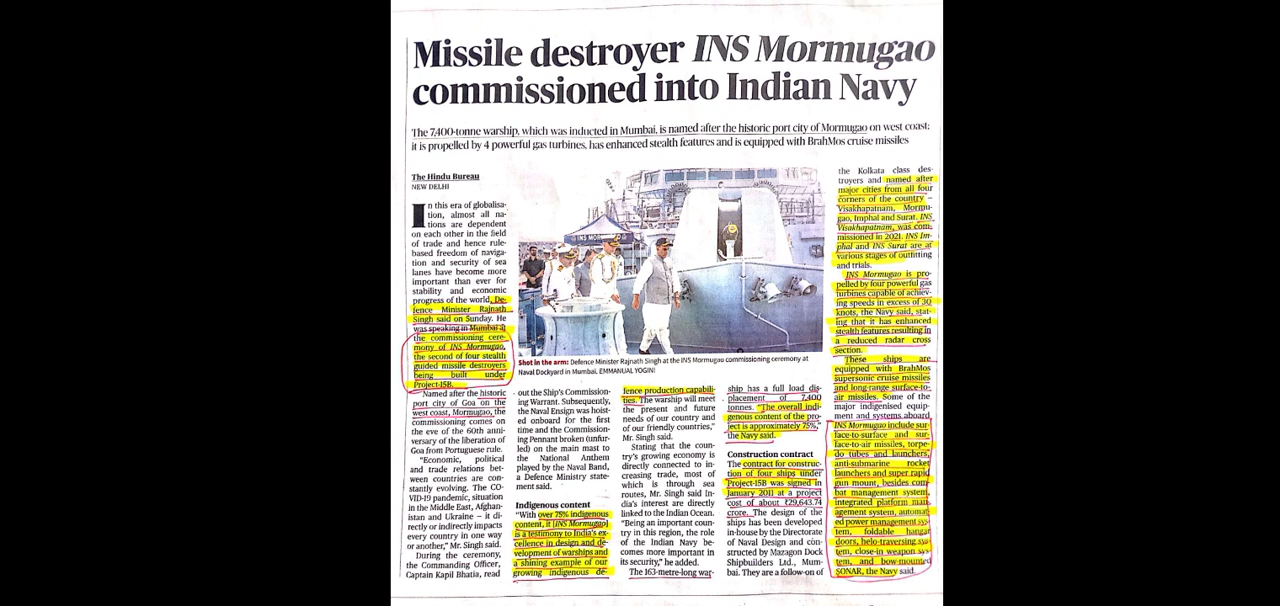 Missile destroyer INS Mormugao
commissioned into Indian Navy
The 7,400-tonne warship, which was inducted in Mumbai, is named after the historic port city of Mormugao on west coast;
it is propelled by 4 powerful gas turbines, has enhanced stealth features and is equipped with BrahMos cruise missiles
The Hindu Bureau
NEW DELHI
In this era of globalisa-
tion, almost all na-
tions are dependent
on each other in the field
of trade and hence rule-
based freedom of naviga-
tion and security of sea
lanes have become more
important than ever for
stability and economic
progress of the world, De-
fence Minister Rajnath
Singh said on Sunday. He
was speaking in Mumbai at
the commissioning cere-
mony of INS Mormugao,
the second of four stealth
guided missile destroyers
being built under
Project-15B.
Named after the historic
port city of Goa on the
west coast, Mormugao, the
commissioning comes on
the eve of the 60th anni-
versary of the liberation of
Goa from Portuguese rule.
"Economic, political
and trade relations bet-
ween countries are con-
stantly evolving. The CO-
VID-19 pandemic, situation
in the Middle East, Afghan-
istan and Ukraine – it di-
rectly or indirectly impacts
every country in one way
or another," Mr. Singh said.
During the ceremony,
the Commanding Officer,
Captain Kapil Bhatia, read
INS MOR
Shot in the arm: Defence Minister Rajnath Singh at the INS Mormugao commissioning ceremony at
Naval Dockyard in Mumbai. EMMANUAL YOGINI
out the Ship's Commission-
ing Warrant. Subsequently,
the Naval Ensign was hoist-
ed onboard for the first
time and the Commission-
ing Pennant broken (unfur-
led) on the main mast to
the National Anthem
played by the Naval Band,
a Defence Ministry state-
ment said.
Indigenous content
"With over 75% indigenous
content, it [INS Mormugao]
is a testimony to India's ex-
cellence in design and de-
velopment of warships and
a shining example of our
growing indigenous de-
fence production capabili-
ties. The warship will meet
the present and future
needs of our country and
of our friendly countries,"
Mr. Singh said.
Stating that the coun-
try's growing economy is
directly connected to in-
creasing trade, most of
which is through sea
routes, Mr. Singh said In-
dia's interest are directly
linked to the Indian Ocean.
"Being an important coun-
try in this region, the role
of the Indian Navy be-
comes more important in
its security," he added.
The 163-metre-long war-
ship has a full load dis-
placement of 7,400
tonnes. "The overall indi-
genous content of the pro-
ject is approximately 75%,"
the Navy said.
Construction contract
The contract for construc-
tion of four ships under
Project-15B was signed in
January 2011 at a project
cost of about ₹29,643.74
crore. The design of the
ships has been developed
in-house by the Directorate
of Naval Design and con-
structed by Mazagon Dock
Shipbuilders Ltd., Mum-
bai. They are a follow-on of
the Kolkata class des-
troyers and named after
major cities from all four
corners of the country –
Visakhapatnam, Mormu-
gao, Imphal and Surat. INS
Visakhapatnam, was com-
missioned in 2021. INS Im-
phal and INS Surat are at
various stages of outfitting
and trials.
INS Mormugao is pro-
pelled by four powerful gas
turbines capable of achiev-
ing speeds in excess of 30
knots, the Navy said, stat-
ing that it has enhanced
stealth features resulting in
a reduced radar cross
section.
These ships are
equipped with BrahMos
supersonic cruise missiles
and long-range surface-to-
air missiles. Some of the
major indigenised equip-
ment and systems aboard
INS Mormugao include sur-
face-to-surface and sur-
face-to-air missiles, torpe-
do tubes and launchers,
anti-submarine rocket
launchers and super rapid
gun mount, besides com-
bat management system,
integrated platform man-
agement system, automat-
ed power management sys-
tem, foldable hangar
doors, helo-traversing sys-
tem, close-in weapon sys-
tem, and bow-mounted
SONAR, the Navy said.